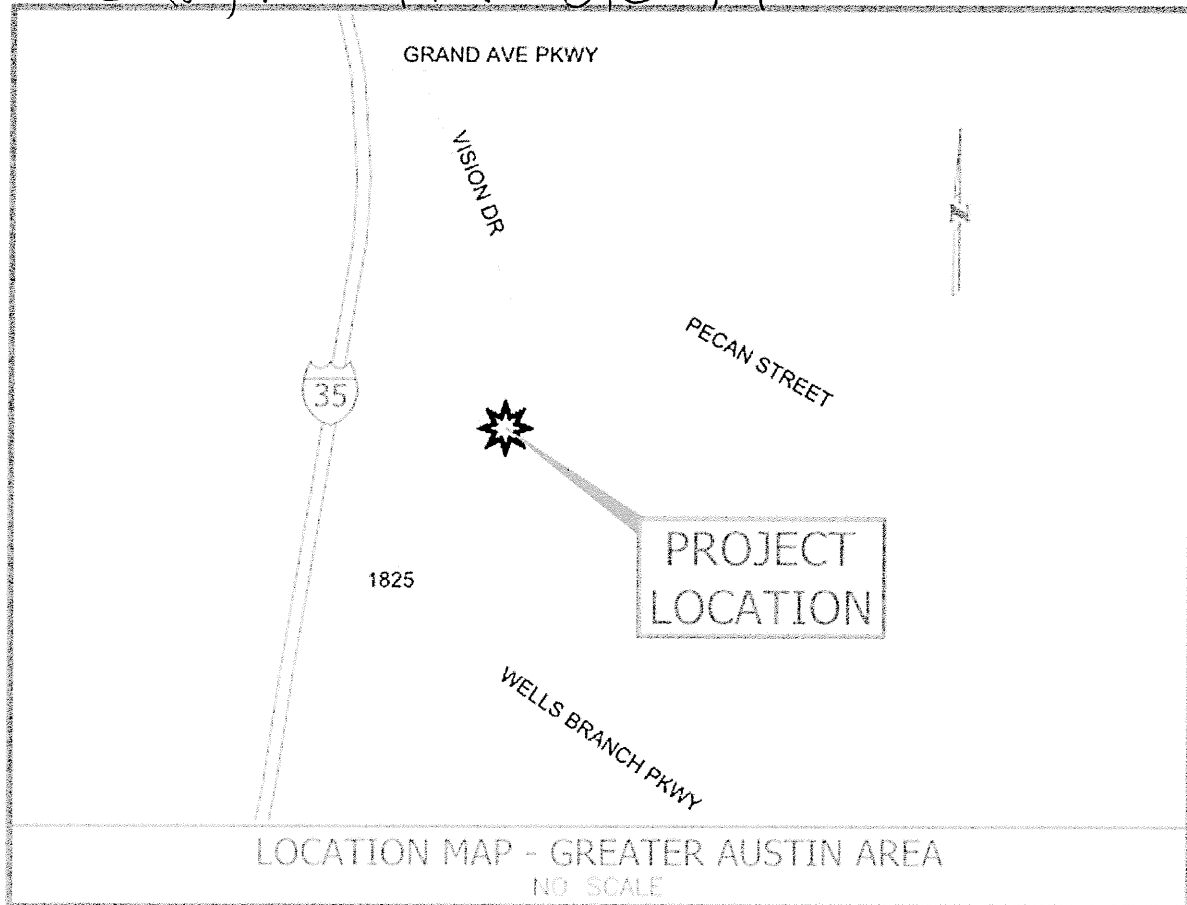 GRAND AVE PKWY
VISION DR
N
PECAN STREET
35
PROJECT
LOCATION
1825
WELLS BRANCH PKWY
LOCATION MAP - GREATER AUSTIN AREA
NO SCALE